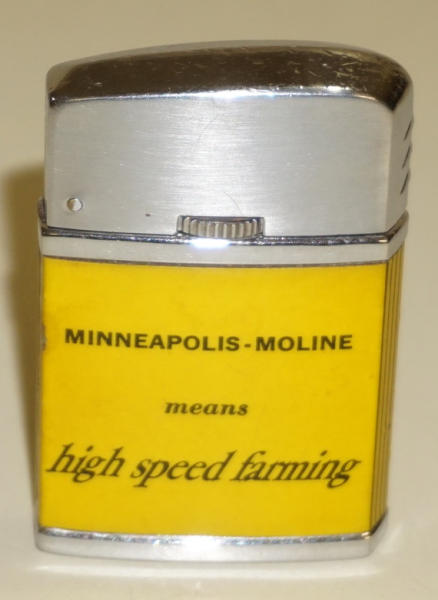 MINNEAPOLIS-MOLINE
means
high speed farming